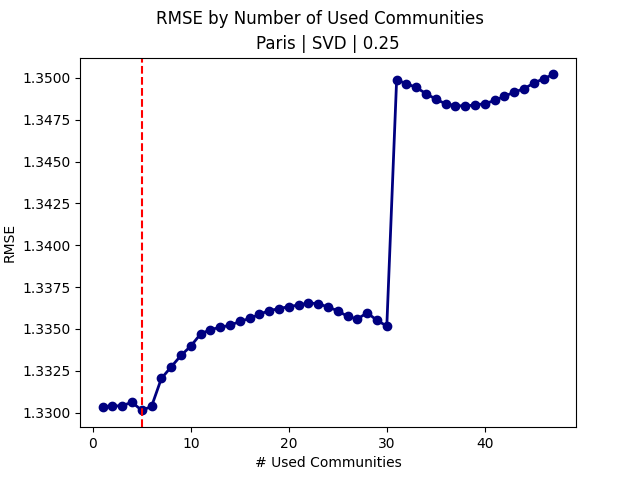 RMSE by Number of Used Communities
Paris | SVD | 0.25
1.3500
1.3475
1.3450
1.3425
1.3400
1.3375
1.3350
1.3325
1.3300
RMSE
0 10 20 30 40
# Used Communities